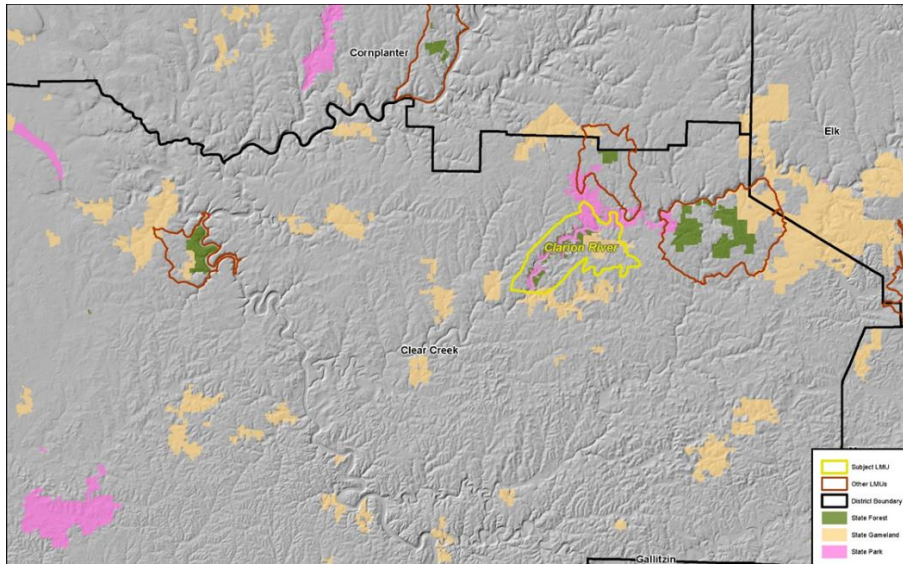 Cornplanter
Elk
Clarion River
Clear Creek
Gallitzin
Subject LMU
Other LMUs
District Boundary
State Forest
State Gameland
State Park